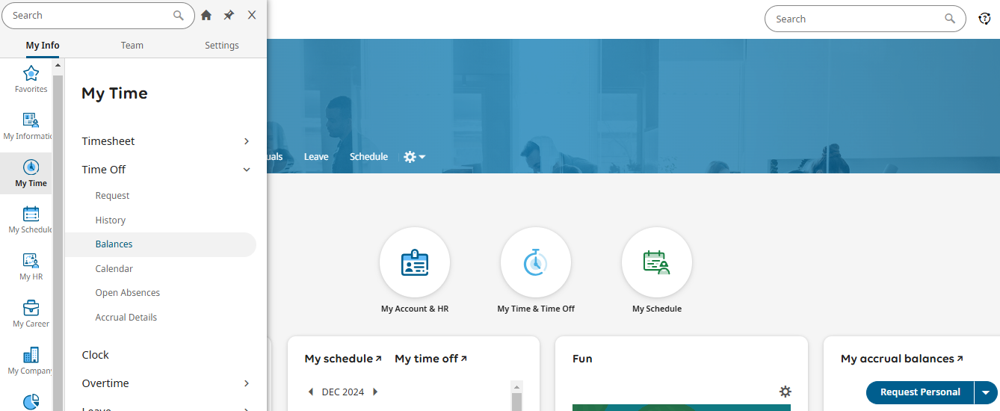 Search
My Info
Team
Settings
Favorites
My Informatic
My Time
My Schedule
My HR
My Career
My Company
My Time
Timesheet
Time Off
Request
History
Balances
Calendar
Open Absences
Accrual Details
Clock
Overtime
Leave
Search
uals
Leave
Schedule
My Account & HR
My Time & Time Off
My Schedule
My schedule
My time off
DEC 2024
Fun
My accrual balances
Request Personal